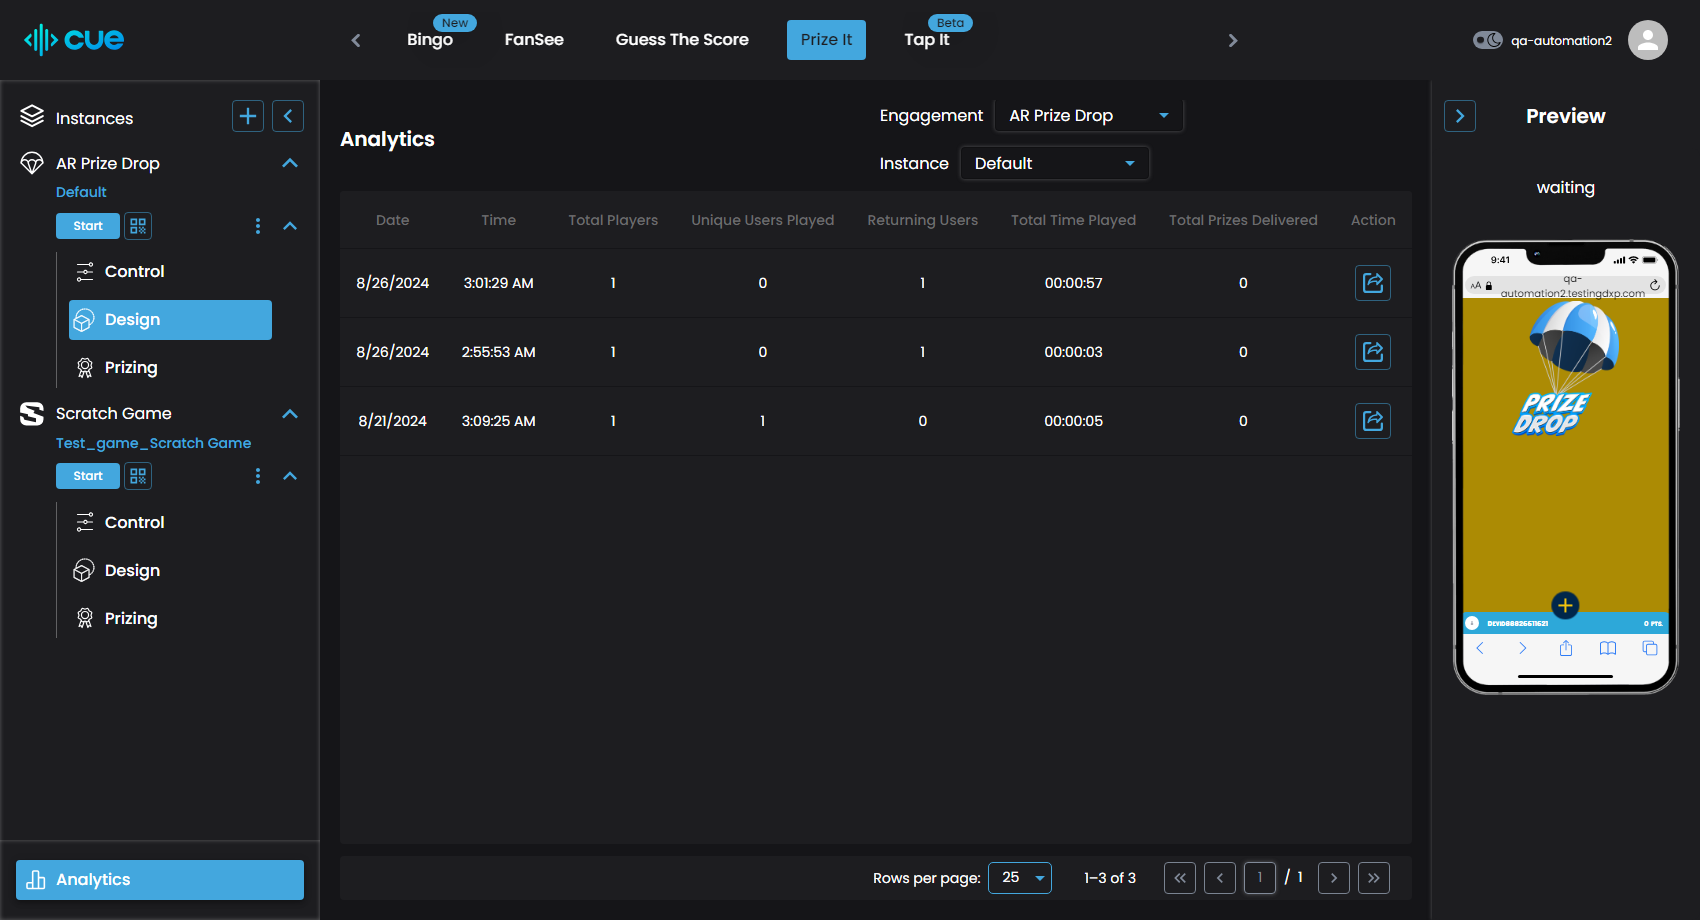 cue
New
Beta
Bingo
FanSee
Guess The Score
Prize It
Tap It
qa-automation2
Instances
AR Prize Drop
Default
Start
Control
Design
Prizing
Scratch Game
Test_game_Scratch Game
Start
Control
Design
Prizing
Analytics
Analytics
Engagement AR Prize Drop
Instance Default
Date Time Total Players Unique Users Played Returning Users Total Time Played Total Prizes Delivered Action
8/26/2024 3:01:29 AM 1 0 1 00:00:57 0
8/26/2024 2:55:53 AM 1 0 1 00:00:03 0
8/21/2024 3:09:25 AM 1 1 0 00:00:05 0
Rows per page: 25 1–3 of 3 1 / 1
Preview
waiting
9:41
AA
qa-
automation2.testingdxp.com
PRIZE
DROP
0 PTS.